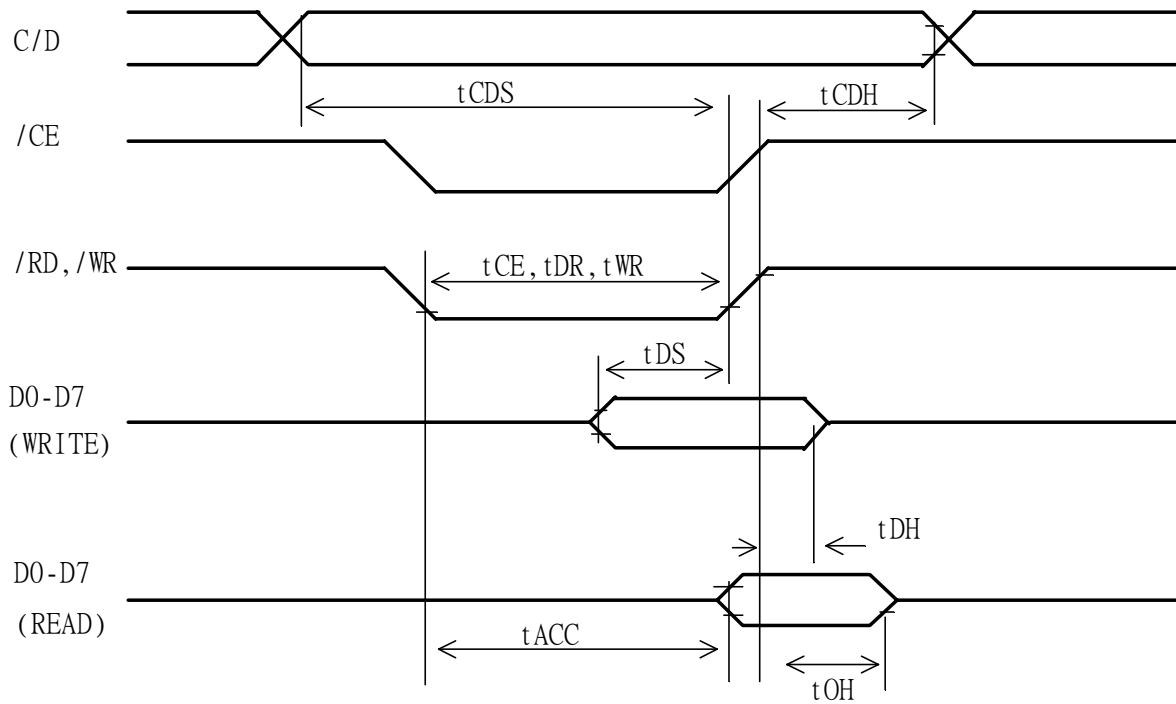 C/D
tCDS
tCDH
/CE
/RD,/WR
tCE,tDR,tWR
tDS
D0-D7
(WRITE)
tDH
D0-D7
(READ)
tACC
tOH